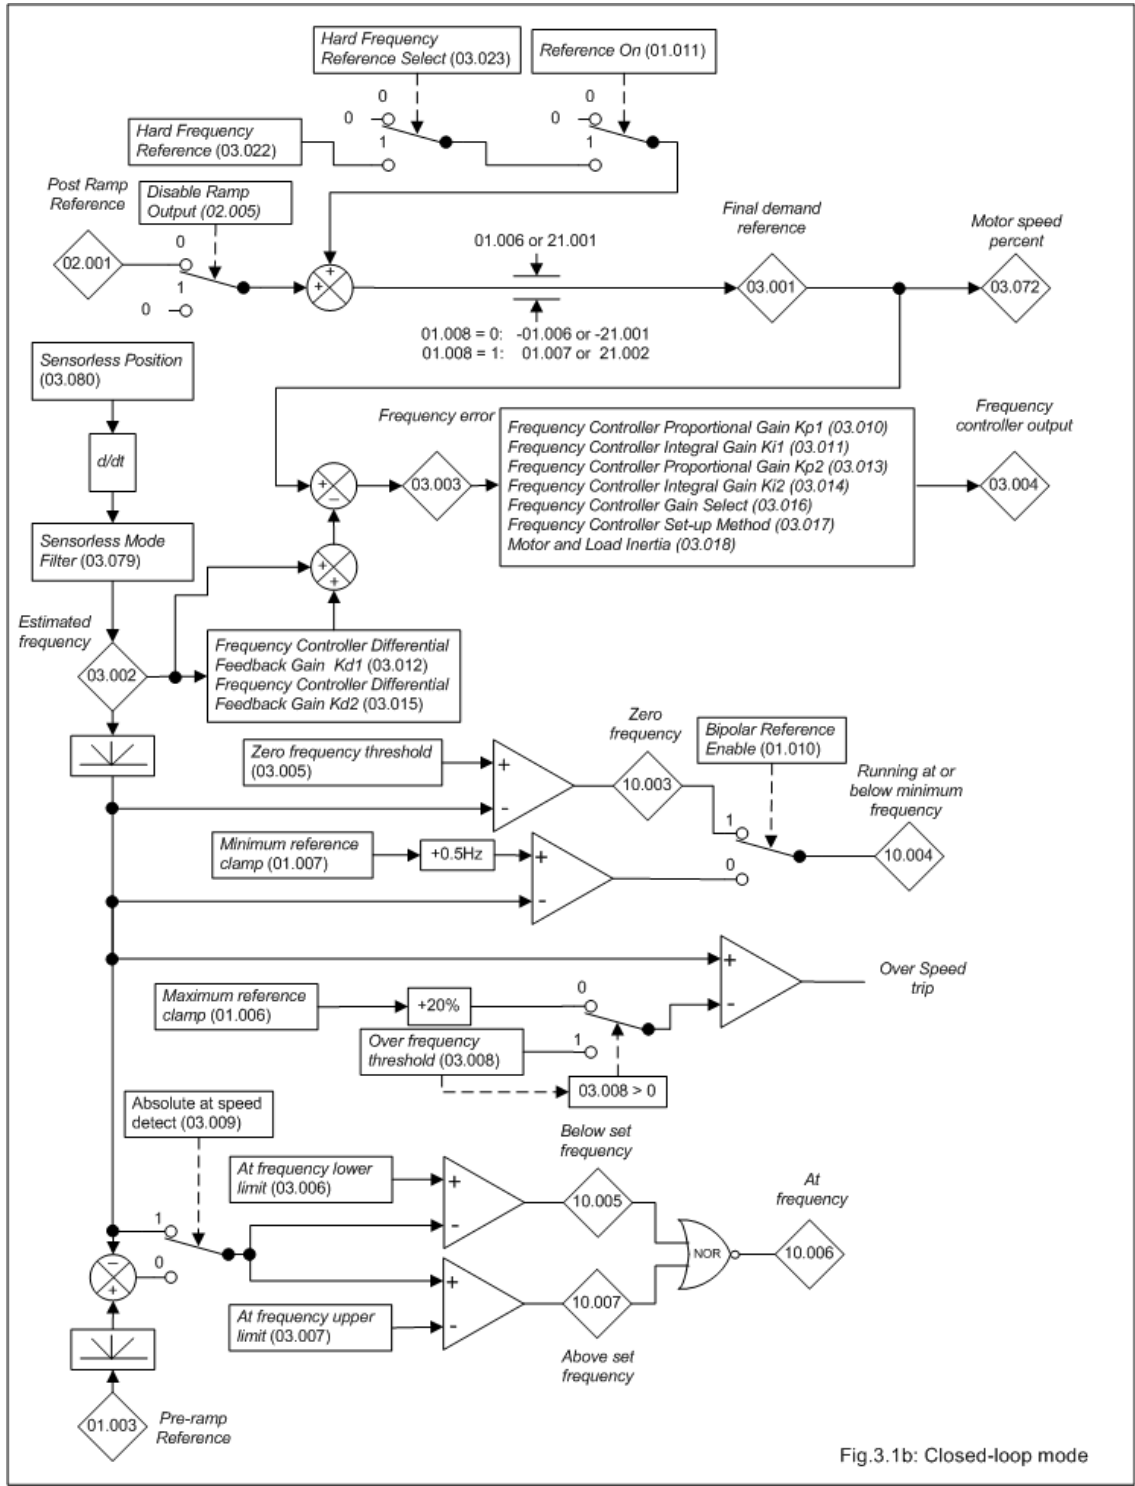 Hard Frequency
Reference Select (03.023)
Reference On (01.011)
0
0
0
0
Hard Frequency
Reference (03.022)
1
1
Post Ramp
Reference
Disable Ramp
Output (02.005)
Final demand
reference
Motor speed
percent
0
01.006 or 21.001
02.001
+
+
03.001
03.072
1
0
01.008 = 0: -01.006 or -21.001
01.008 = 1: 01.007 or 21.002
Sensorless Position
(03.080)
d/dt
Sensorless Mode
Filter (03.079)
Frequency error
Frequency
controller output
+
-
03.003
Frequency Controller Proportional Gain Kp1 (03.010)
Frequency Controller Integral Gain Ki1 (03.011)
Frequency Controller Proportional Gain Kp2 (03.013)
Frequency Controller Integral Gain Ki2 (03.014)
Frequency Controller Gain Select (03.016)
Frequency Controller Set-up Method (03.017)
Motor and Load Inertia (03.018)
03.004
+
+
Estimated
frequency
03.002
Frequency Controller Differential
Feedback Gain Kd1 (03.012)
Frequency Controller Differential
Feedback Gain Kd2 (03.015)
Zero frequency threshold
(03.005)
+
-
Zero
frequency
10.003
Bipolar Reference
Enable (01.010)
Running at or
below minimum
frequency
1
0
10.004
Minimum reference
clamp (01.007)
+0.5Hz
+
-
+
-
Over Speed
trip
Maximum reference
clamp (01.006)
+20%
0
Over frequency
threshold (03.008)
1
03.008 > 0
Absolute at speed
detect (03.009)
Below set
frequency
At frequency lower
limit (03.006)
+
-
10.005
At
frequency
1
0
NOR
10.006
-
+
+
-
10.007
At frequency upper
limit (03.007)
Above set
frequency
01.003
Pre-ramp
Reference
Fig.3.1b: Closed-loop mode